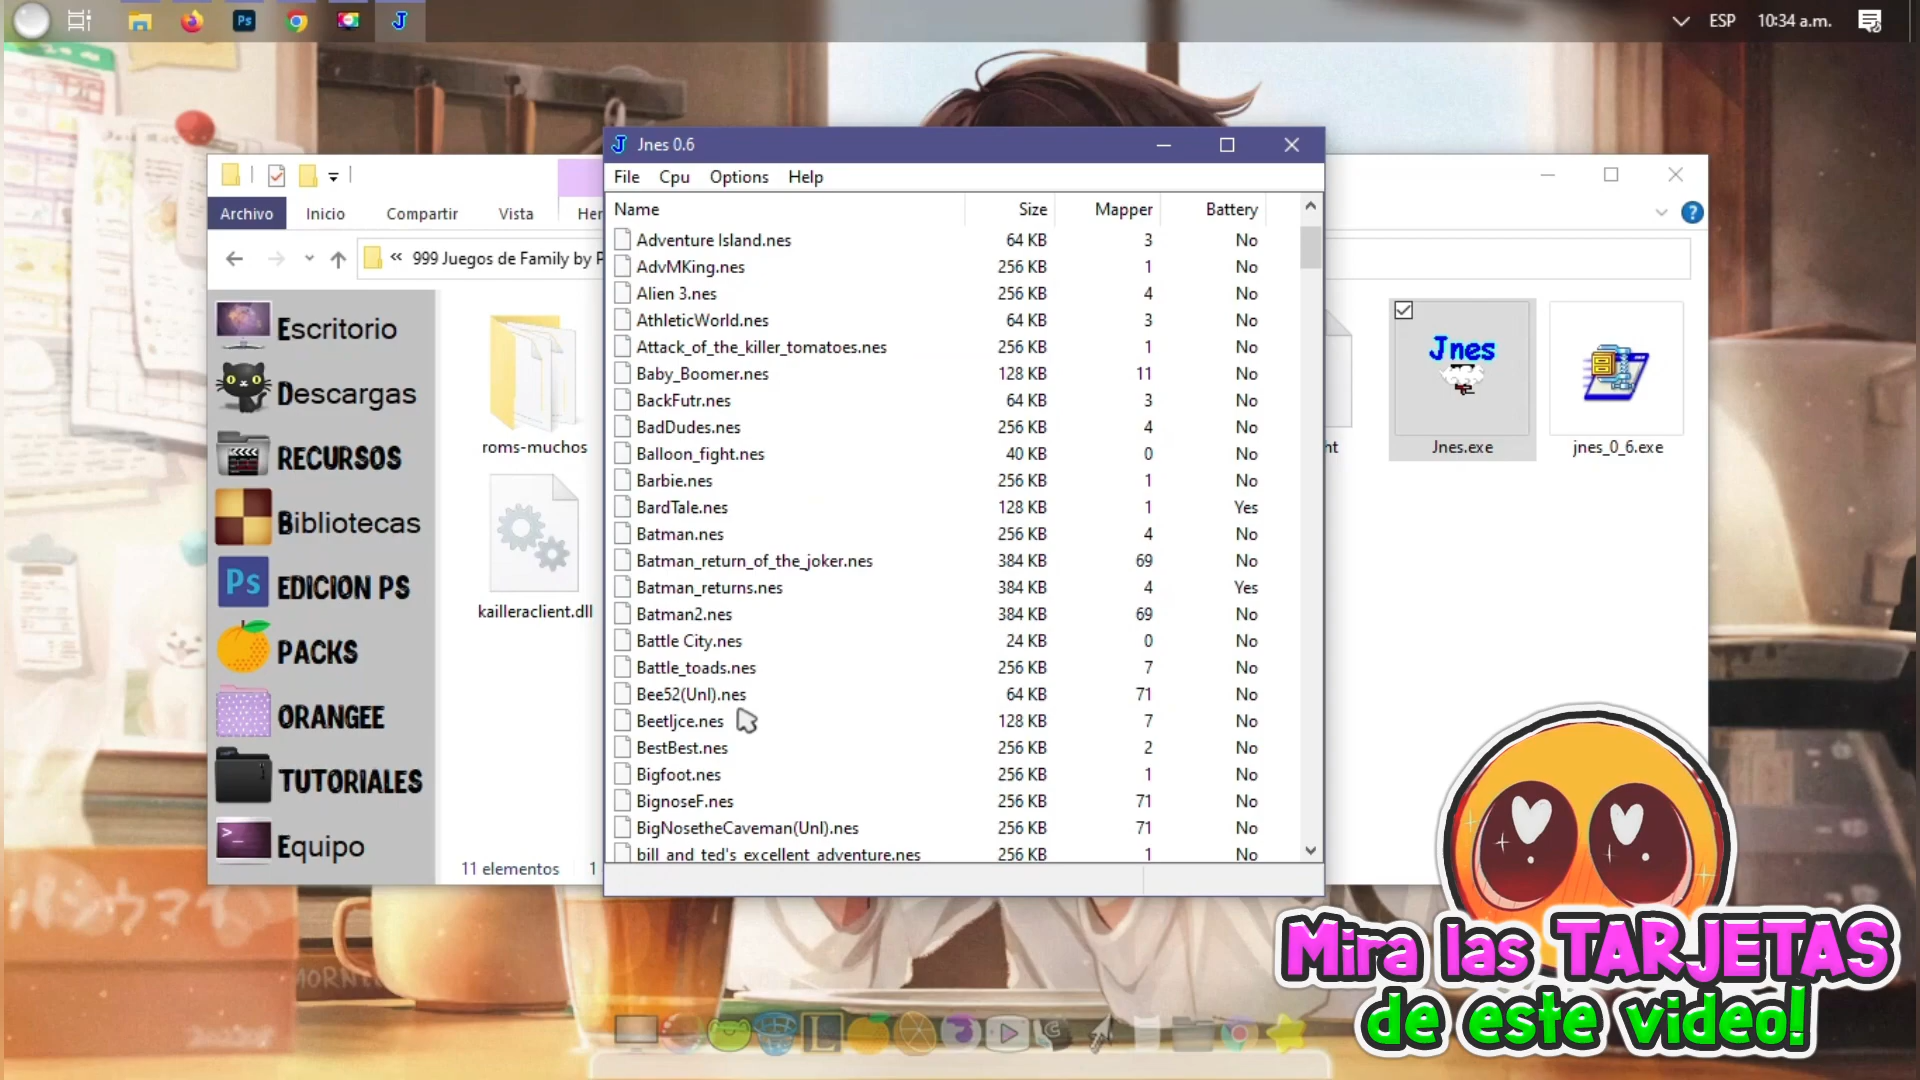 Ps
J
ESP
10:34 a.m.
J Jnes 0.6
File Cpu Options Help
Name Size Mapper Battery
Adventure Island.nes 64 KB 3 No
AdvMKing.nes 256 KB 1 No
Alien 3.nes 256 KB 4 No
AthleticWorld.nes 64 KB 3 No
Attack_of_the_killer_tomatoes.nes 256 KB 1 No
Baby_Boomer.nes 128 KB 11 No
BackFutr.nes 64 KB 3 No
BadDudes.nes 256 KB 4 No
Balloon_fight.nes 40 KB 0 No
Barbie.nes 256 KB 1 No
BardTale.nes 128 KB 1 Yes
Batman.nes 256 KB 4 No
Batman_return_of_the_joker.nes 384 KB 69 No
Batman_returns.nes 384 KB 4 Yes
Batman2.nes 384 KB 69 No
Battle City.nes 24 KB 0 No
Battle_toads.nes 256 KB 7 No
Bee52(Unl).nes 64 KB 71 No
Beetljce.nes 128 KB 7 No
BestBest.nes 256 KB 2 No
Bigfoot.nes 256 KB 1 No
BignoseF.nes 256 KB 71 No
BigNosetheCaveman(Unl).nes 256 KB 71 No
bill and ted's excellent adventure.nes 256 KB 1 No
Archivo Inicio Compartir Vista Her
?
« 999 Juegos de Family by P
Escritorio
Descargas
RECURSOS
Bibliotecas
Ps EDICION PS
PACKS
ORANGEE
TUTORIALES
Equipo
roms-muchos
kailleraclient.dll
ht
Jnes
Jnes.exe
jnes_0_6.exe
11 elementos 1
Mira las TARJETAS
de este video!